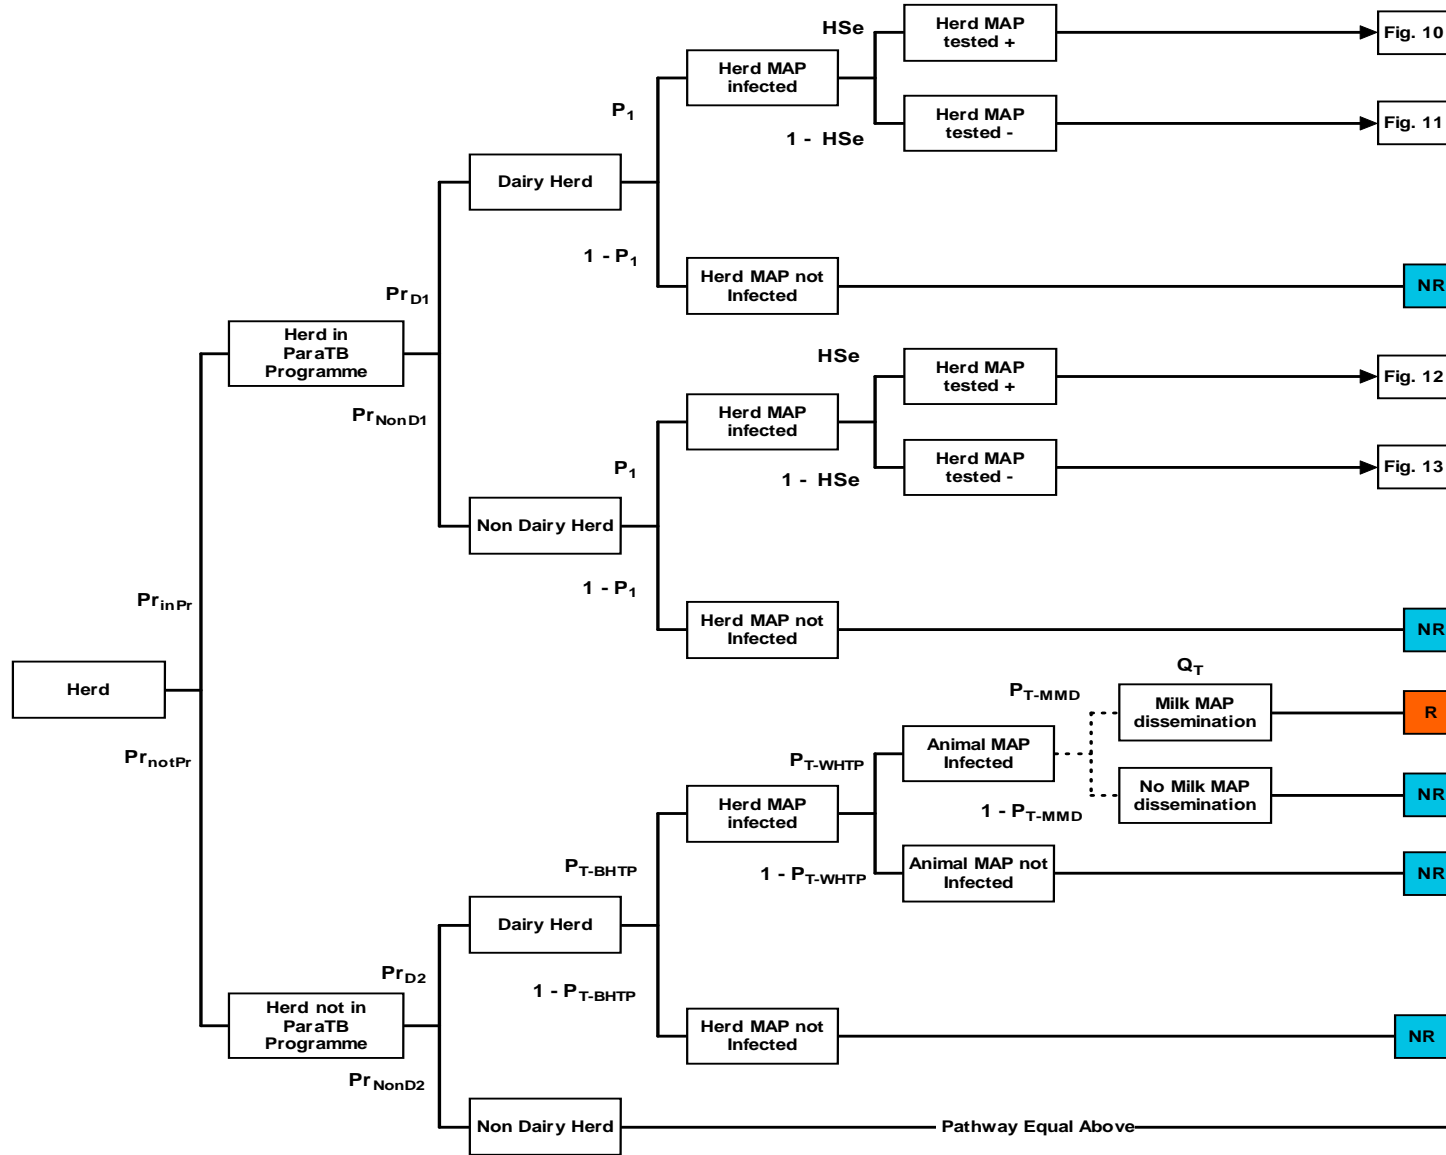 HSe
Herd MAP
tested +
Fig. 10
Herd MAP
infected
P1
1 - HSe
Herd MAP
tested -
Fig. 11
Dairy Herd
1 - P1
Herd MAP not
Infected
NR
PrD1
Herd in
ParaTB
Programme
HSe
Herd MAP
tested +
Fig. 12
PrNonD1
Herd MAP
infected
P1
1 - HSe
Herd MAP
tested -
Fig. 13
Non Dairy Herd
1 - P1
PrinPr
Herd MAP not
Infected
NR
Herd
QT
PT-MMD
Milk MAP
dissemination
R
PrnotPr
PT-WHTP
Animal MAP
Infected
1 - PT-MMD
No Milk MAP
dissemination
NR
Herd MAP
infected
PT-BHTP
1 - PT-WHTP
Animal MAP not
Infected
NR
Dairy Herd
PrD2
1 - PT-BHTP
Herd not in
ParaTB
Programme
Herd MAP not
Infected
NR
PrNonD2
Non Dairy Herd
Pathway Equal Above